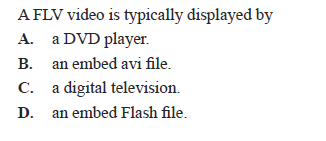 A FLV video is typically displayed by
A. a DVD player.
B. an embed avi file.
C. a digital television.
D. an embed Flash file.